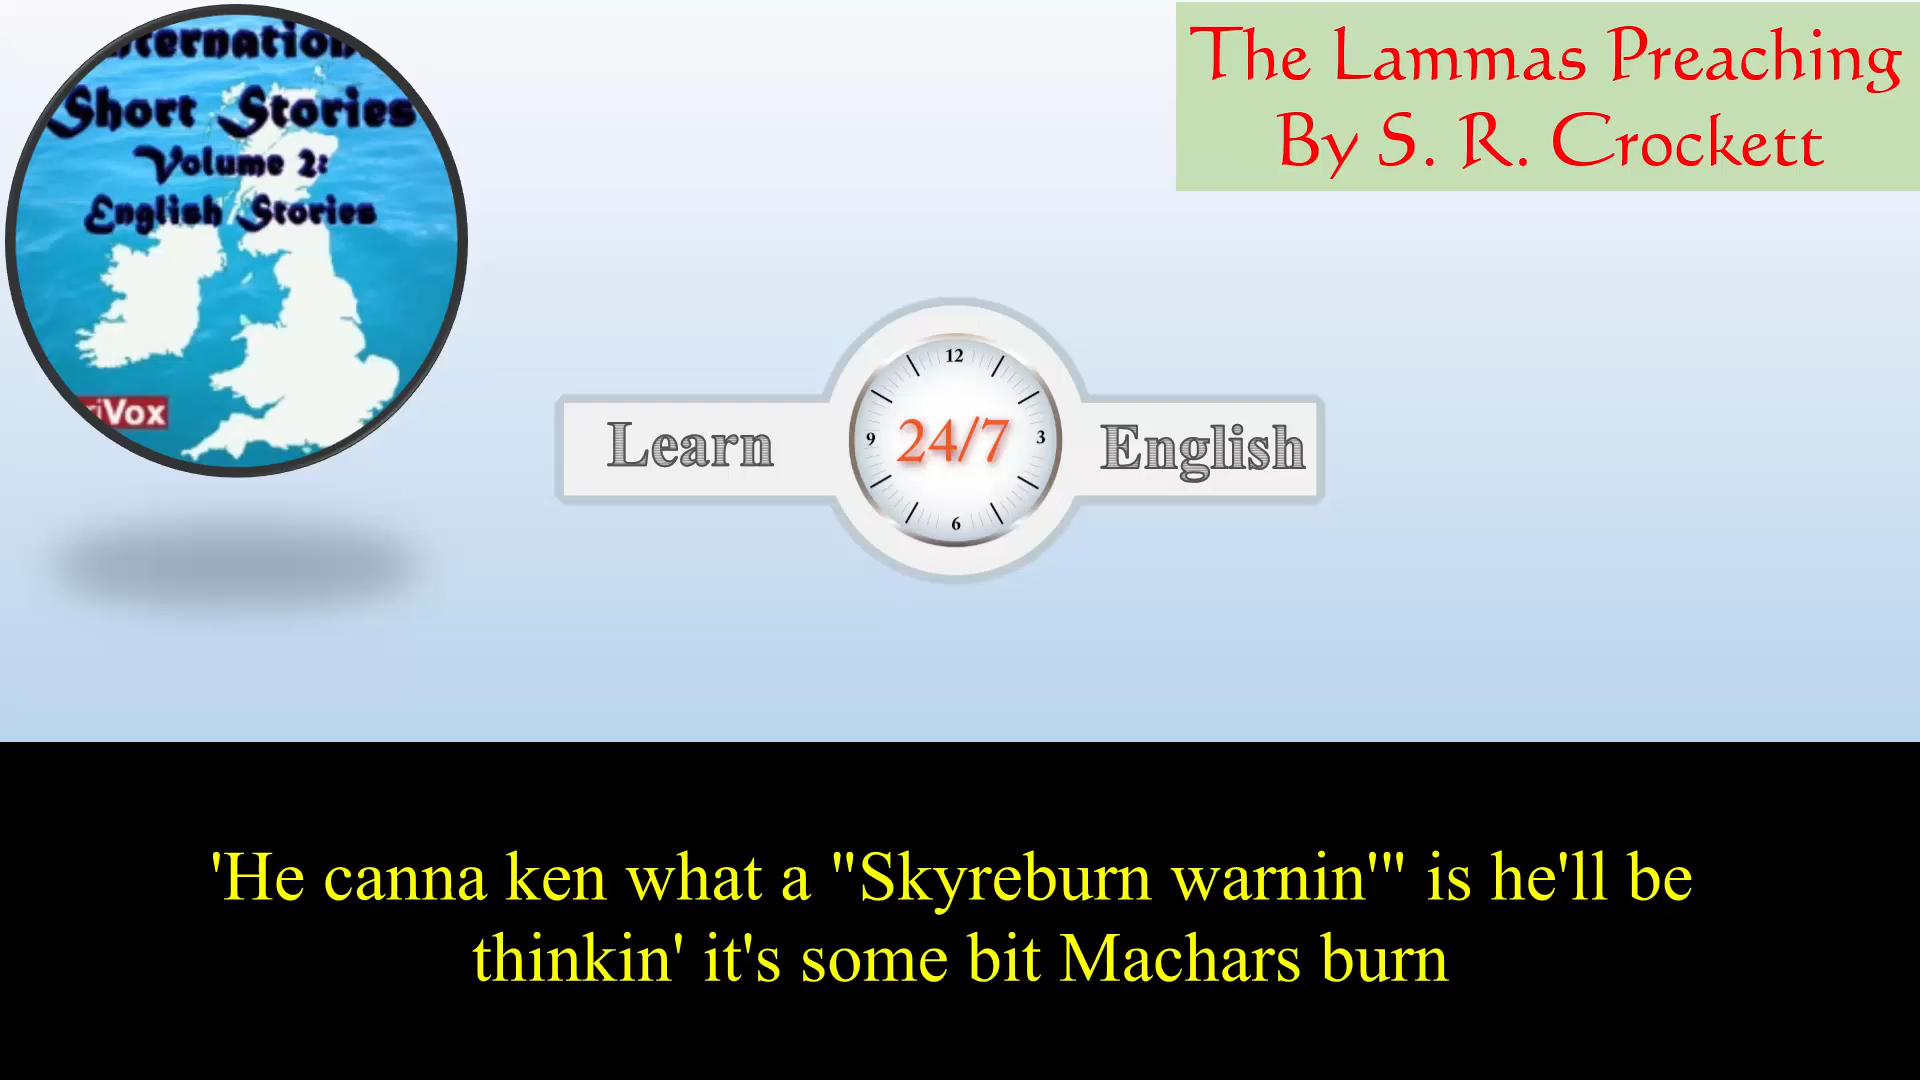 Short Stories
Volume 2:
English Stories
Vox
The Lammas Preaching
By S. R. Crockett
12
9
3
6
Learn
24/7
English
'He canna ken what a "Skyreburn warnin'" is he'll be
thinkin' it's some bit Machars burn